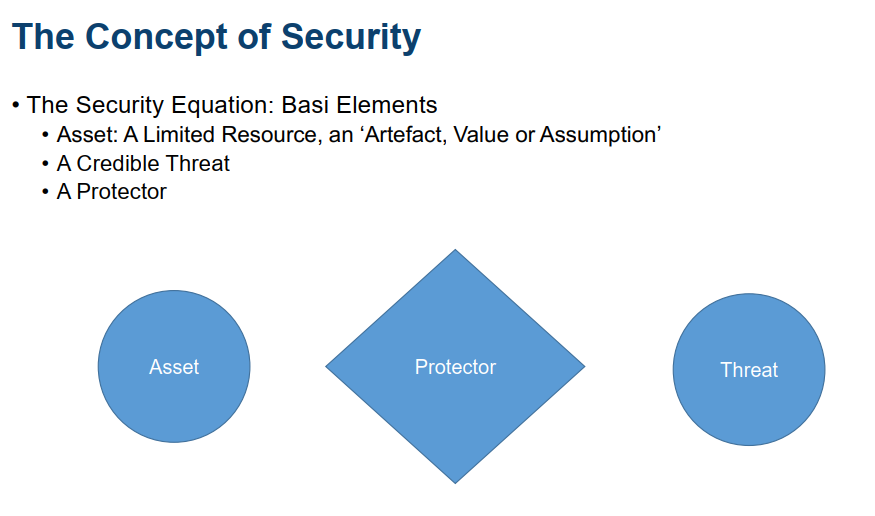 The Concept of Security
• The Security Equation: Basi Elements
• Asset: A Limited Resource, an ‘Artefact, Value or Assumption’
• A Credible Threat
• A Protector
Asset
Protector
Threat